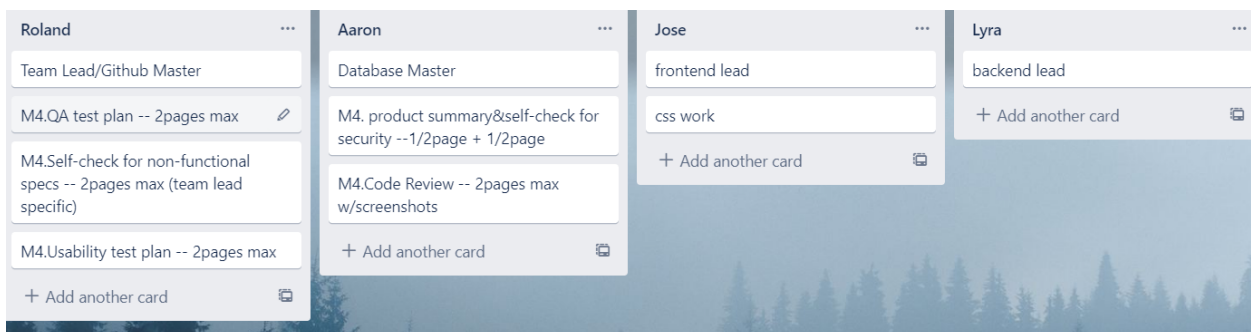 Roland
Team Lead/Github Master
M4.QA test plan -- 2pages max
M4.Self-check for non-functional
specs -- 2pages max (team lead
specific)
M4.Usability test plan -- 2pages max
+ Add another card
Aaron
Database Master
M4. product summary&self-check for
security --1/2page + 1/2page
M4.Code Review -- 2pages max
w/screenshots
+ Add another card
Jose
frontend lead
css work
+ Add another card
Lyra
backend lead
+ Add another card